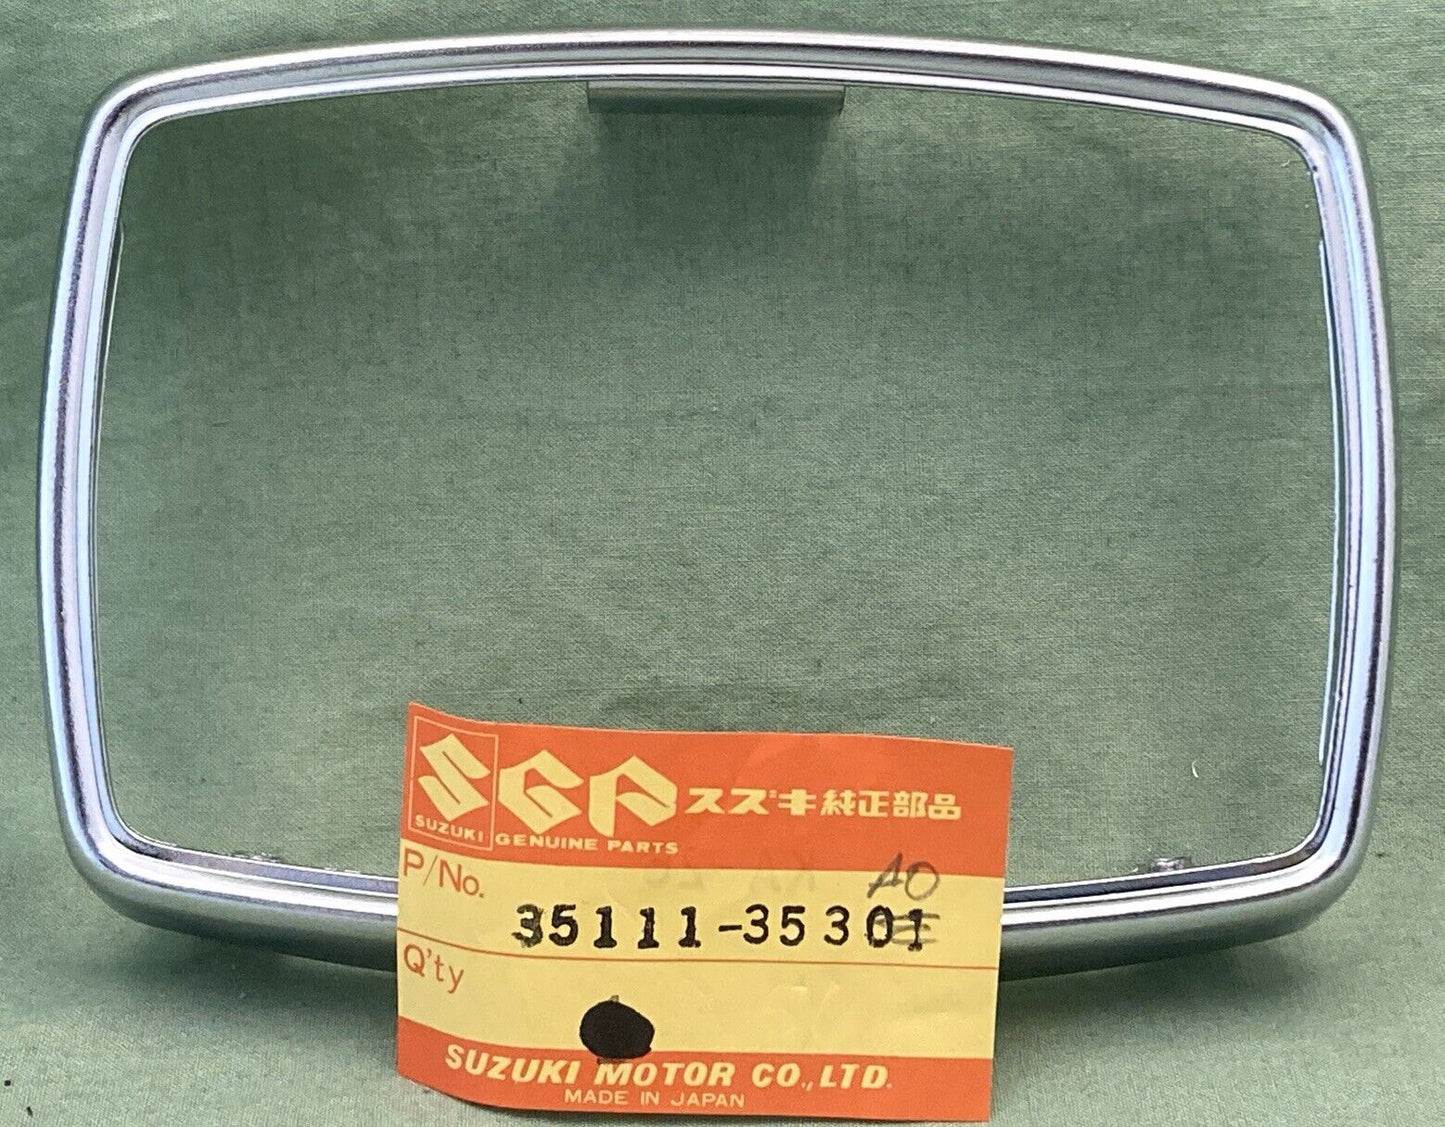 SGP スズキ純正部品
SUZUKI GENUINE PARTS
P/No.
A0
35111-35301
Q'ty
SUZUKI MOTOR CO., LTD.
MADE IN JAPAN